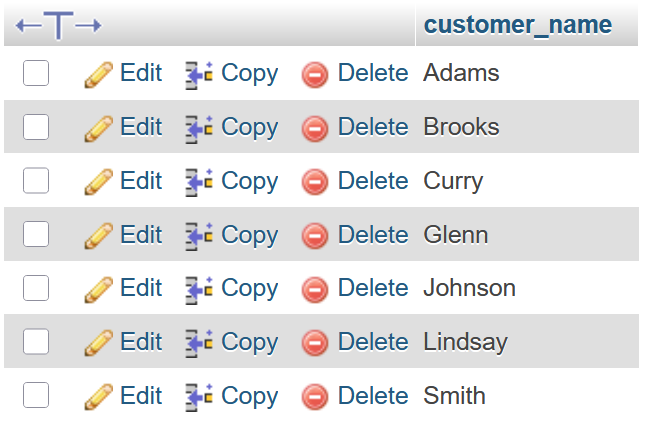 customer_name
Edit Copy Delete Adams
Edit Copy Delete Brooks
Edit Copy Delete Curry
Edit Copy Delete Glenn
Edit Copy Delete Johnson
Edit Copy Delete Lindsay
Edit Copy Delete Smith